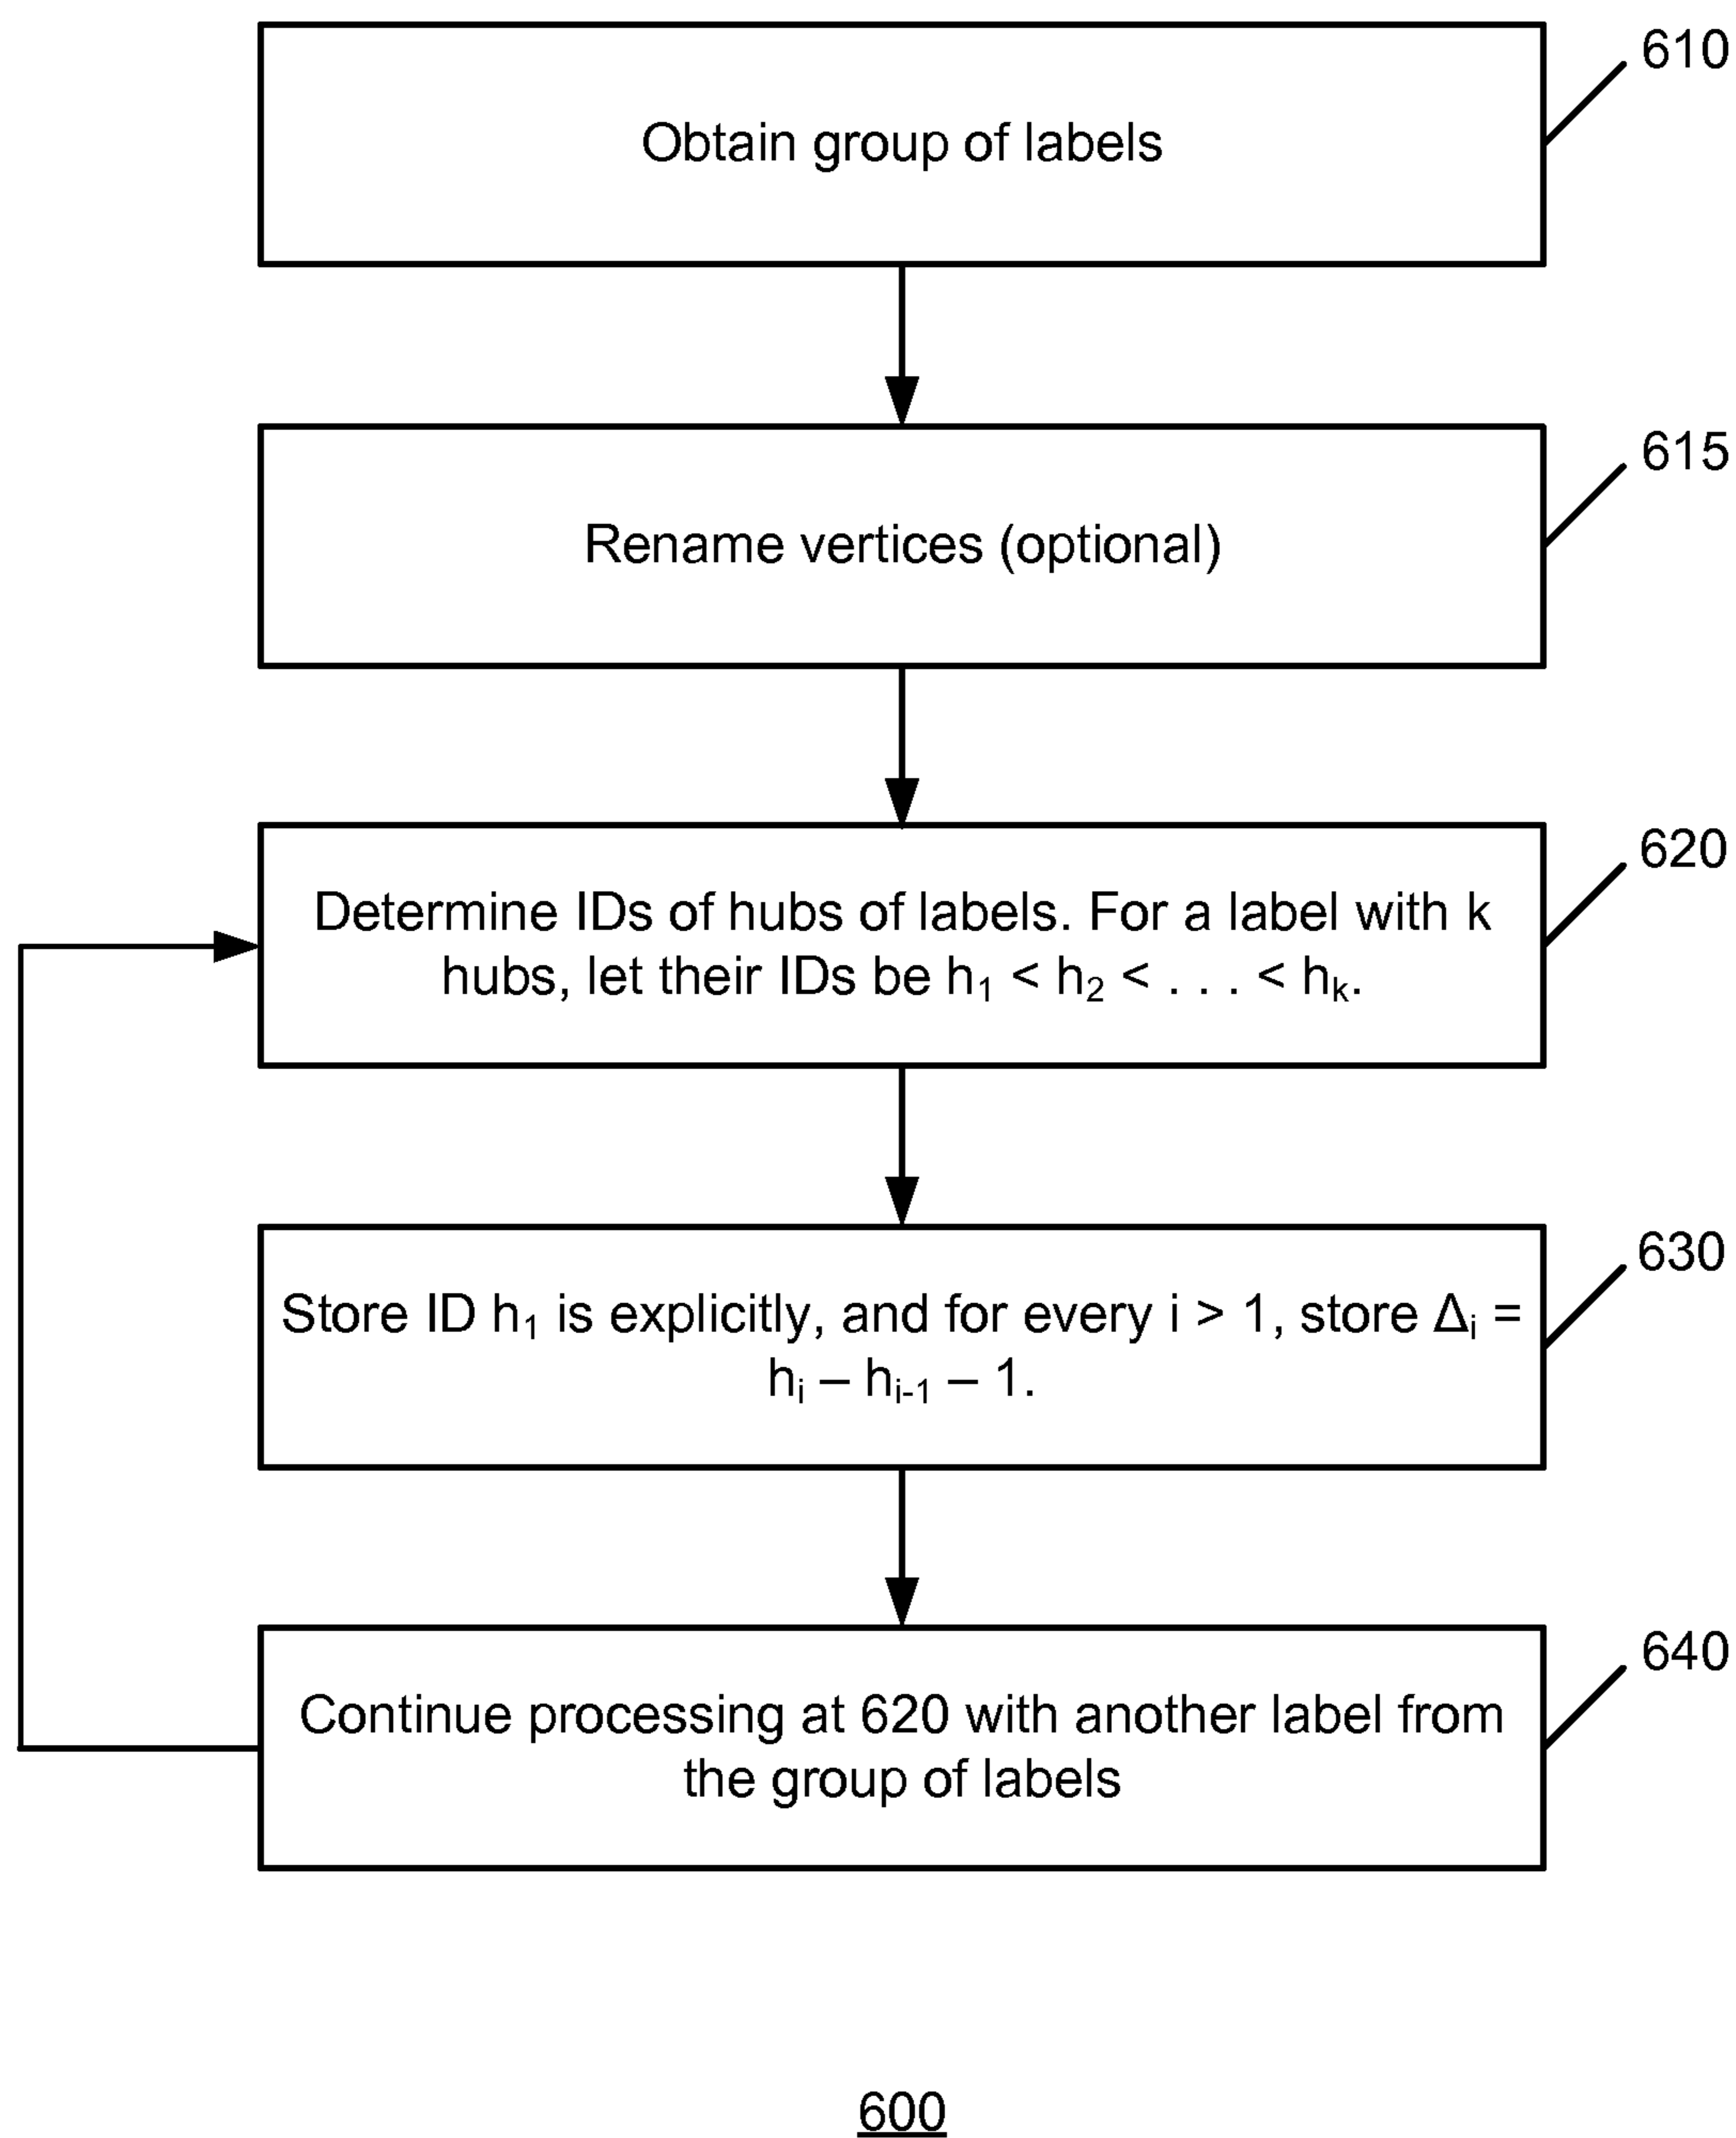 610
Obtain group of labels
615
Rename vertices (optional)
620
Determine IDs of hubs of labels. For a label with k
hubs, let their IDs be h₁ < h₂ < . . . < hₖ.
630
Store ID h₁ is explicitly, and for every i > 1, store Δᵢ =
hᵢ – hᵢ₋₁ – 1.
640
Continue processing at 620 with another label from
the group of labels
600